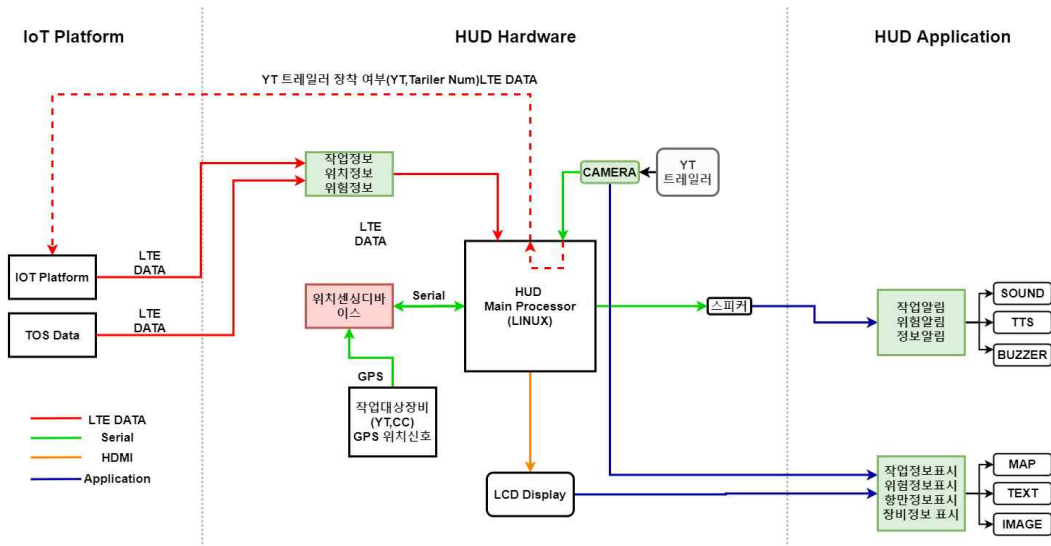 IoT Platform
HUD Hardware
HUD Application
YT 트레일러 장착 여부(YT,Tariler Num)LTE DATA
작업정보
위치정보
위험정보
CAMERA
YT
트레일러
LTE
DATA
LTE
DATA
IOT Platform
LTE
DATA
TOS Data
위치센싱디바
이스
Serial
HUD
Main Processor
(LINUX)
스피커
작업알림
위험알림
정보알림
SOUND
TTS
BUZZER
GPS
작업대상장비
(YT,CC)
GPS 위치신호
LTE DATA
Serial
HDMI
Application
LCD Display
작업정보표시
위험정보표시
항만정보표시
장비정보 표시
MAP
TEXT
IMAGE